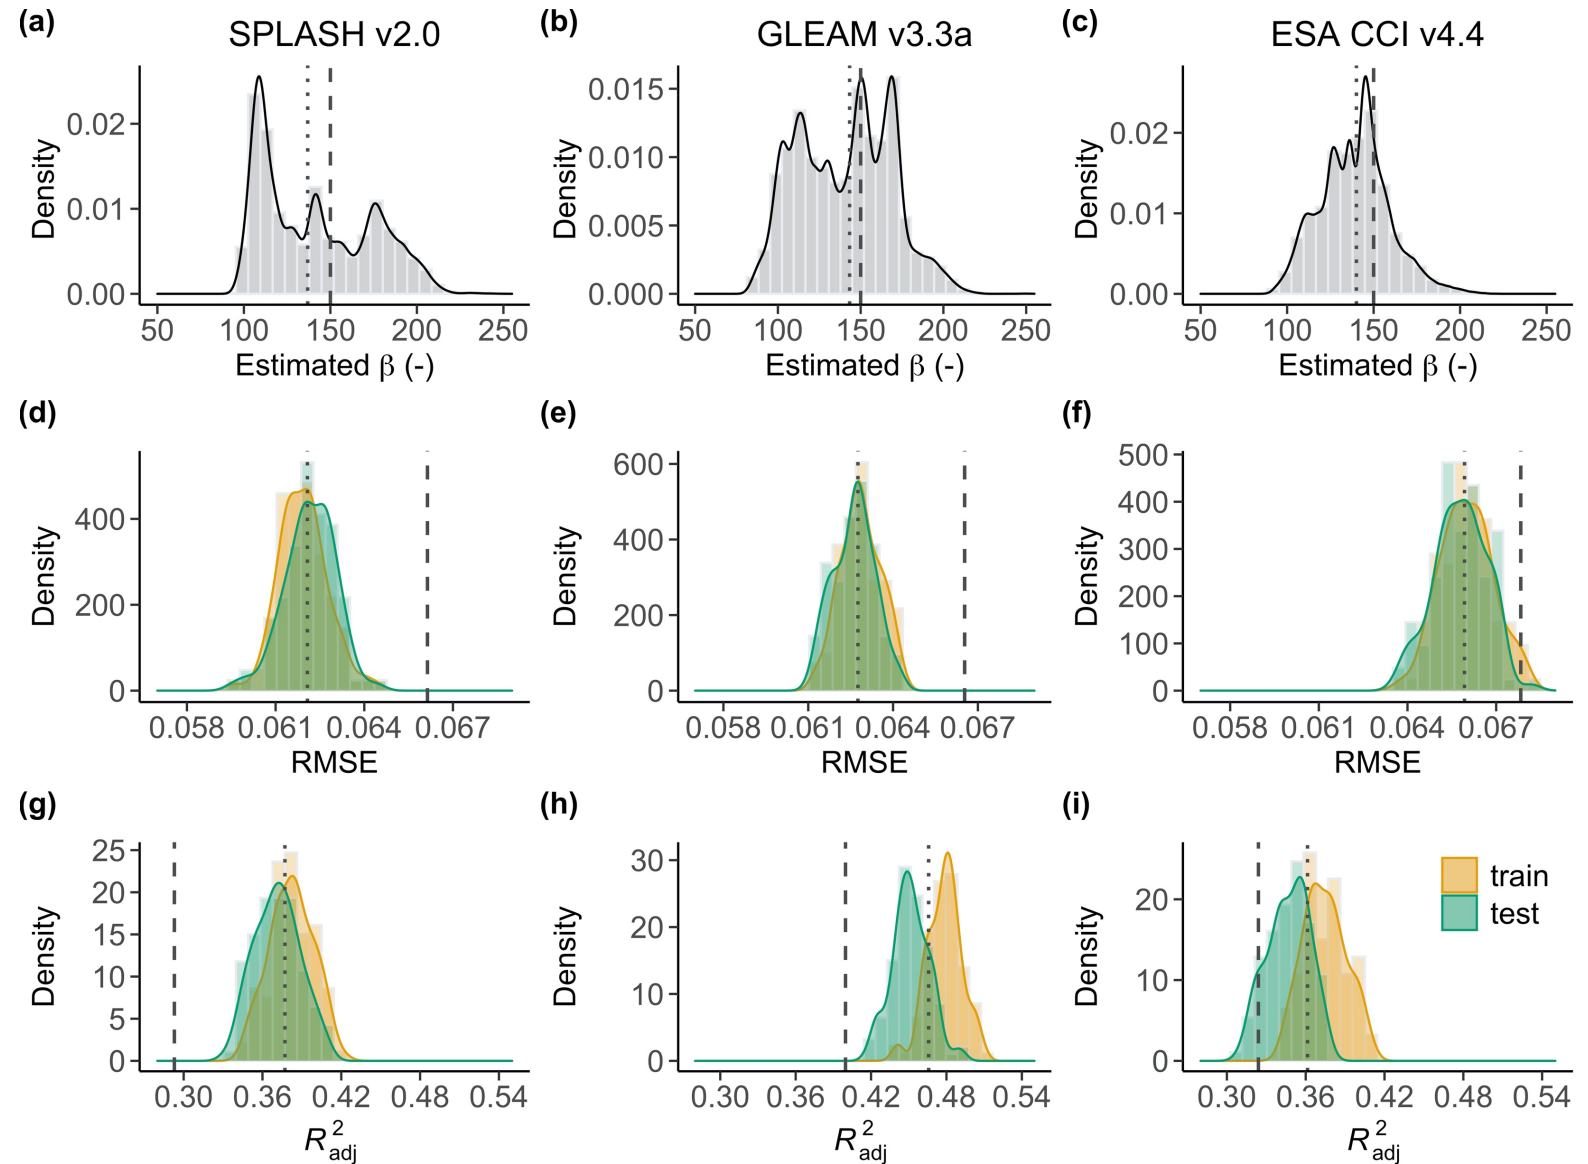 (a) (b) (c)
SPLASH v2.0 GLEAM v3.3a ESA CCI v4.4
Density
0.02
0.01
0.00
50 100 150 200 250
Estimated β (-)
Density
0.015
0.010
0.005
0.000
50 100 150 200 250
Estimated β (-)
Density
0.02
0.01
0.00
50 100 150 200 250
Estimated β (-)
(d) (e) (f)
Density
400
200
0
0.058 0.061 0.064 0.067
RMSE
Density
600
400
200
0
0.058 0.061 0.064 0.067
RMSE
Density
500
400
300
200
100
0
0.058 0.061 0.064 0.067
RMSE
(g) (h) (i)
Density
25
20
15
10
5
0
0.30 0.36 0.42 0.48 0.54
R²adj
Density
30
20
10
0
0.30 0.36 0.42 0.48 0.54
R²adj
Density
20
10
0
0.30 0.36 0.42 0.48 0.54
R²adj
train
test